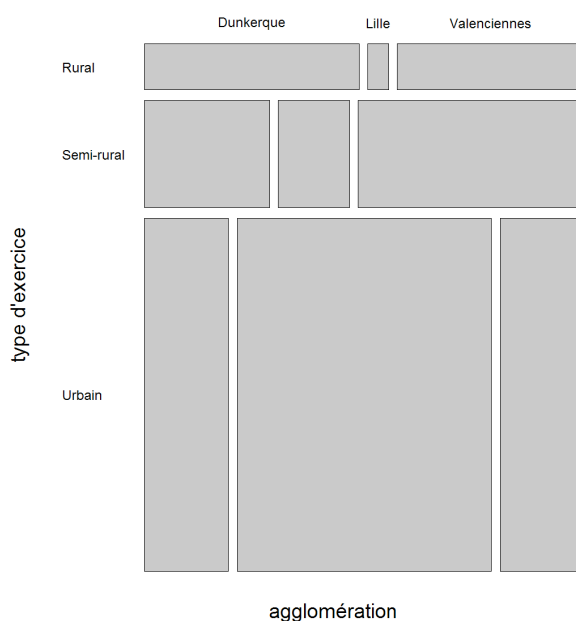 Dunkerque Lille Valenciennes
Rural
Semi-rural
type d'exercice
Urbain
agglomération